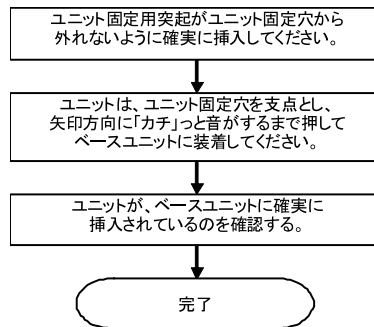 ユニット固定用突起がユニット固定穴から
外れないように確実に挿入してください。
ユニットは、ユニット固定穴を支点とし、
矢印方向に「カチ」っと音がするまで押して
ベースユニットに装着してください。
ユニットが、ベースユニットに確実に
挿入されているのを確認する。
完了